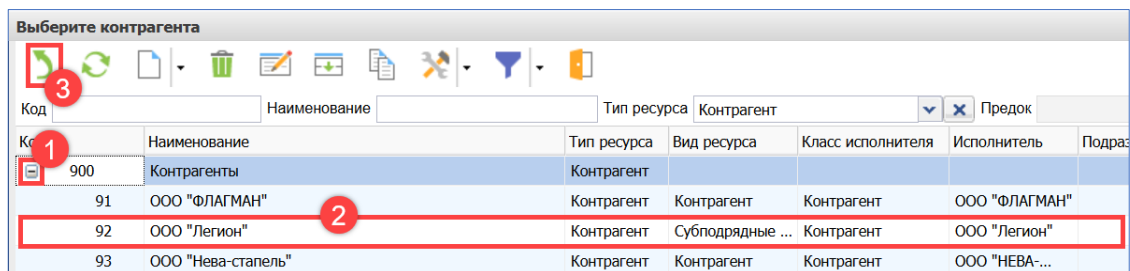 Выберите контрагента
3
Код Наименование Тип ресурса Контрагент Предок
1
Ко Наименование Тип ресурса Вид ресурса Класс исполнителя Исполнитель Подраз
900 Контрагенты Контрагент
91 ООО "ФЛАГМАН" Контрагент Контрагент Контрагент ООО "ФЛАГМАН"
2
92 ООО "Легион" Контрагент Субподрядные ... Контрагент ООО "Легион"
93 ООО "Нева-стапель" Контрагент Контрагент Контрагент ООО "НЕВА-...